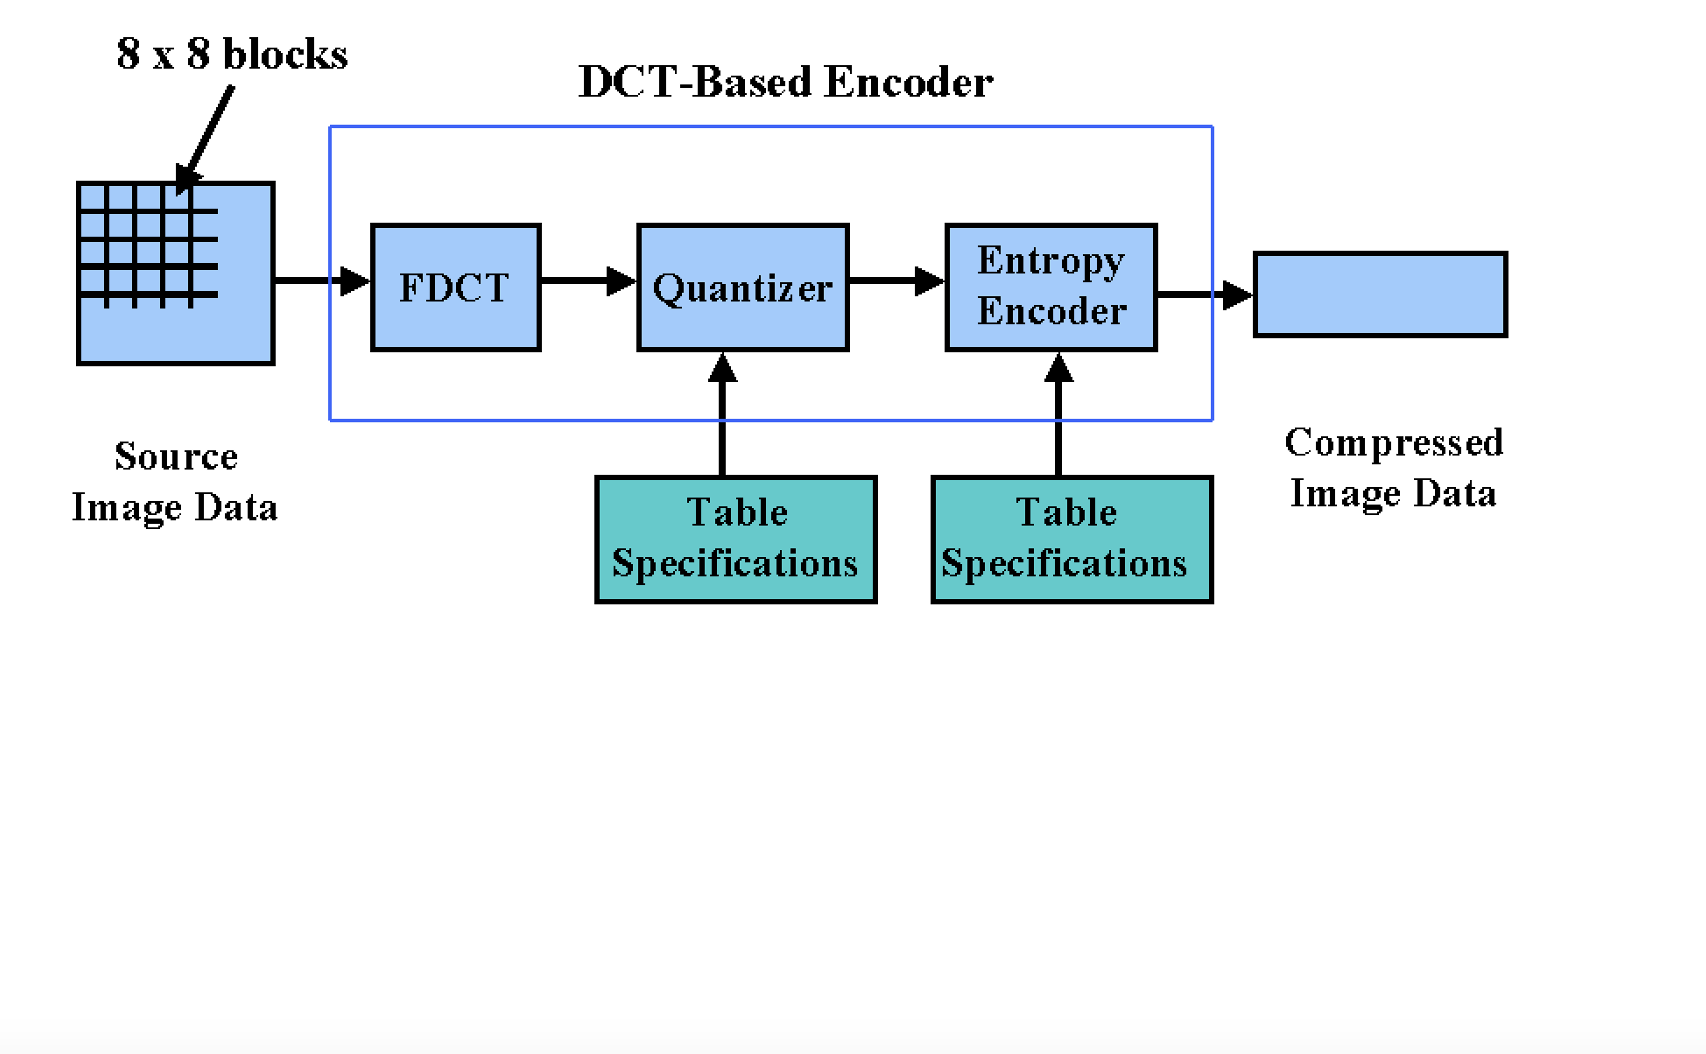 8 x 8 blocks
DCT-Based Encoder
FDCT
Quantizer
Entropy
Encoder
Source
Image Data
Compressed
Image Data
Table
Specifications
Table
Specifications